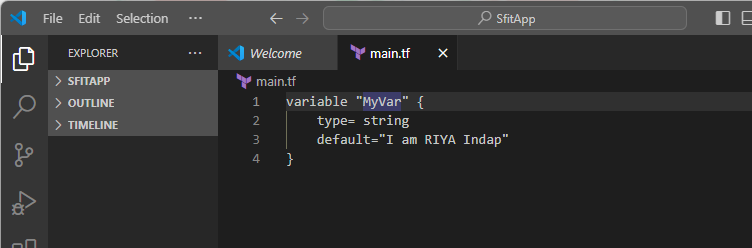 File Edit Selection ··· SfitApp
EXPLORER ··· Welcome main.tf
SFITAPP
OUTLINE
TIMELINE
main.tf
1 variable "MyVar" {
2 type= string
3 default="I am RIYA Indap"
4 }